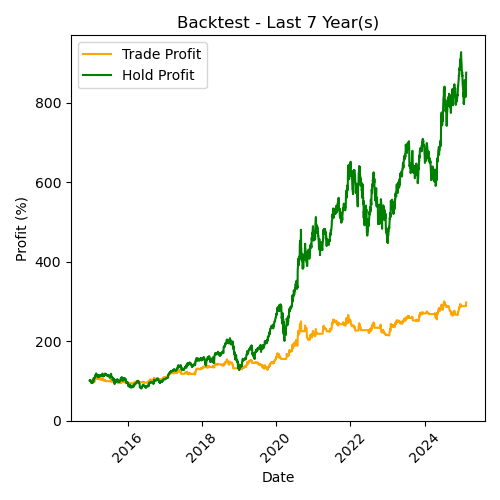 Backtest - Last 7 Year(s)
Trade Profit
Hold Profit
Profit (%)
800
600
400
200
0
2016
2018
2020
2022
2024
Date